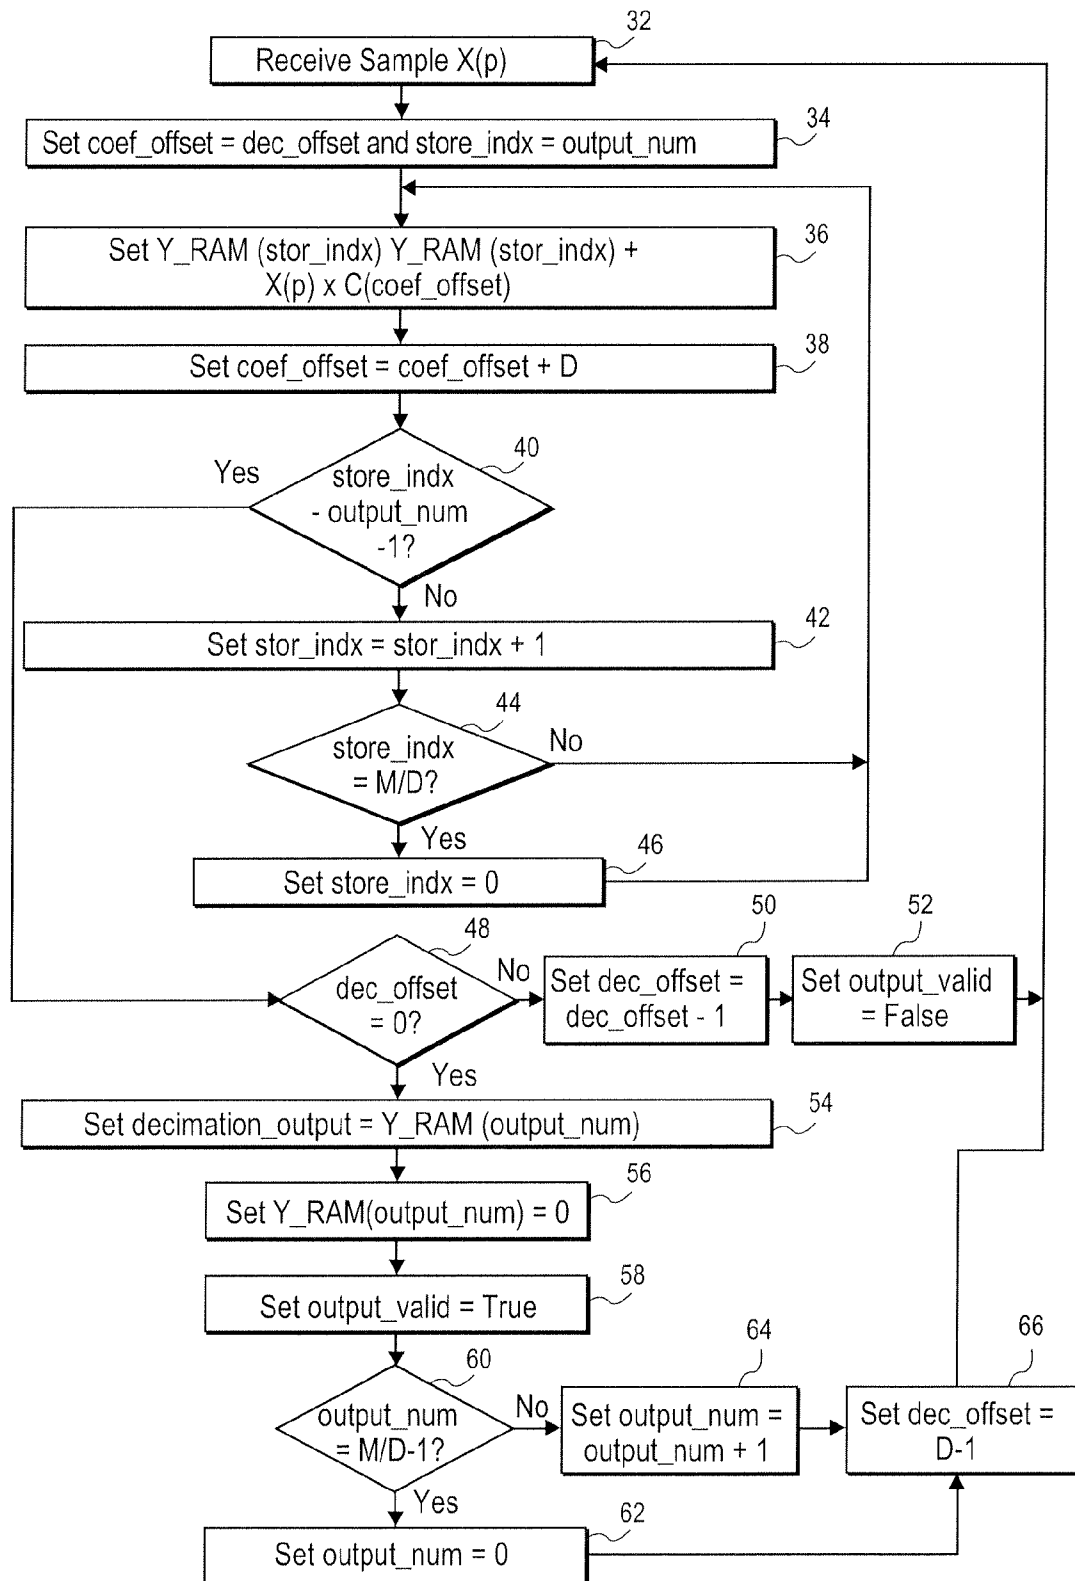 32
Receive Sample X(p)
34
Set coef_offset = dec_offset and store_indx = output_num
36
Set Y_RAM (stor_indx) Y_RAM (stor_indx) +
X(p) x C(coef_offset)
38
Set coef_offset = coef_offset + D
40
Yes
store_indx
- output_num
-1?
No
42
Set stor_indx = stor_indx + 1
44
store_indx
= M/D?
No
Yes
46
Set store_indx = 0
48
dec_offset
= 0?
No
50
Set dec_offset =
dec_offset - 1
52
Set output_valid
= False
Yes
54
Set decimation_output = Y_RAM (output_num)
56
Set Y_RAM(output_num) = 0
58
Set output_valid = True
60
output_num
= M/D-1?
No
64
Set output_num =
output_num + 1
66
Set dec_offset =
D-1
Yes
62
Set output_num = 0